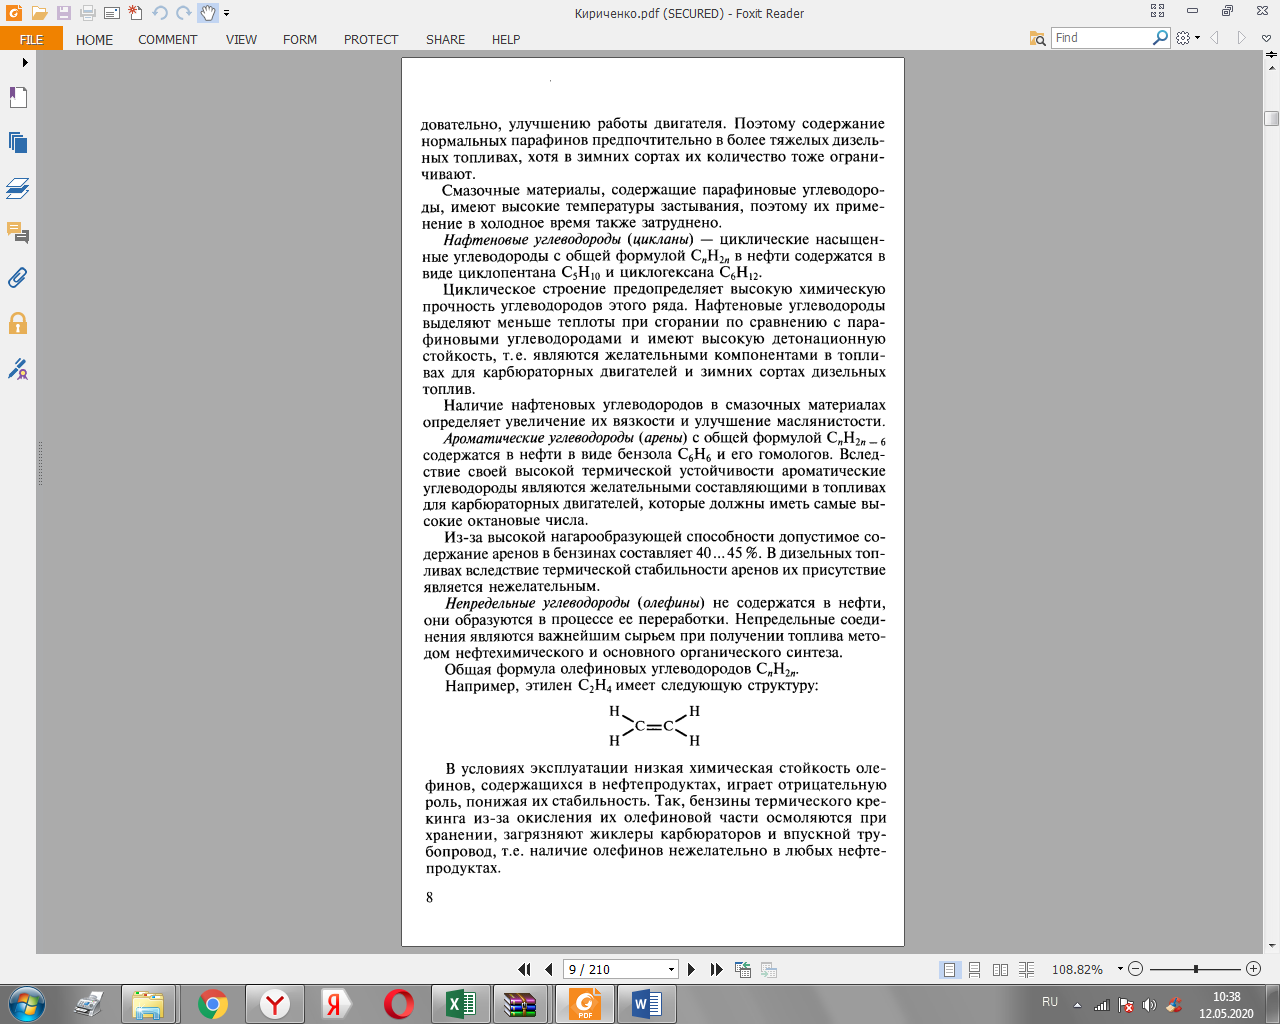 Кириченко.pdf (SECURED) - Foxit Reader
FILE HOME COMMENT VIEW FORM PROTECT SHARE HELP
Find
довательно, улучшению работы двигателя. Поэтому содержание
нормальных парафинов предпочтительно в более тяжелых дизель-
ных топливах, хотя в зимних сортах их количество тоже ограни-
чивают.
Смазочные материалы, содержащие парафиновые углеводоро-
ды, имеют высокие температуры застывания, поэтому их приме-
нение в холодное время также затруднено.
Нафтеновые углеводороды (цикланы) — циклические насыщен-
ные углеводороды с общей формулой CnH2n в нефти содержатся в
виде циклопентана C5H10 и циклогексана C6H12.
Циклическое строение предопределяет высокую химическую
прочность углеводородов этого ряда. Нафтеновые углеводороды
выделяют меньше теплоты при сгорании по сравнению с пара-
финовыми углеводородами и имеют высокую детонационную
стойкость, т.е. являются желательными компонентами в топли-
вах для карбюраторных двигателей и зимних сортах дизельных
топлив.
Наличие нафтеновых углеводородов в смазочных материалах
определяет увеличение их вязкости и улучшение маслянистости.
Ароматические углеводороды (арены) с общей формулой CnH2n – 6
содержатся в нефти в виде бензола C6H6 и его гомологов. Вслед-
ствие своей высокой термической устойчивости ароматические
углеводороды являются желательными составляющими в топливах
для карбюраторных двигателей, которые должны иметь самые вы-
сокие октановые числа.
Из-за высокой нагарообразующей способности допустимое со-
держание аренов в бензинах составляет 40...45 %. В дизельных топ-
ливах вследствие термической стабильности аренов их присутствие
является нежелательным.
Непредельные углеводороды (олефины) не содержатся в нефти,
они образуются в процессе ее переработки. Непредельные соеди-
нения являются важнейшим сырьем при получении топлива мето-
дом нефтехимического и основного органического синтеза.
Общая формула олефиновых углеводородов CnH2n.
Например, этилен C2H4 имеет следующую структуру:
H H
C=C
H H
В условиях эксплуатации низкая химическая стойкость оле-
финов, содержащихся в нефтепродуктах, играет отрицательную
роль, понижая их стабильность. Так, бензины термического кре-
кинга из-за окисления их олефиновой части осмоляются при
хранении, загрязняют жиклеры карбюраторов и впускной тру-
бопровод, т.е. наличие олефинов нежелательно в любых нефте-
продуктах.
8
9 / 210
108.82%
RU
10:38
12.05.2020